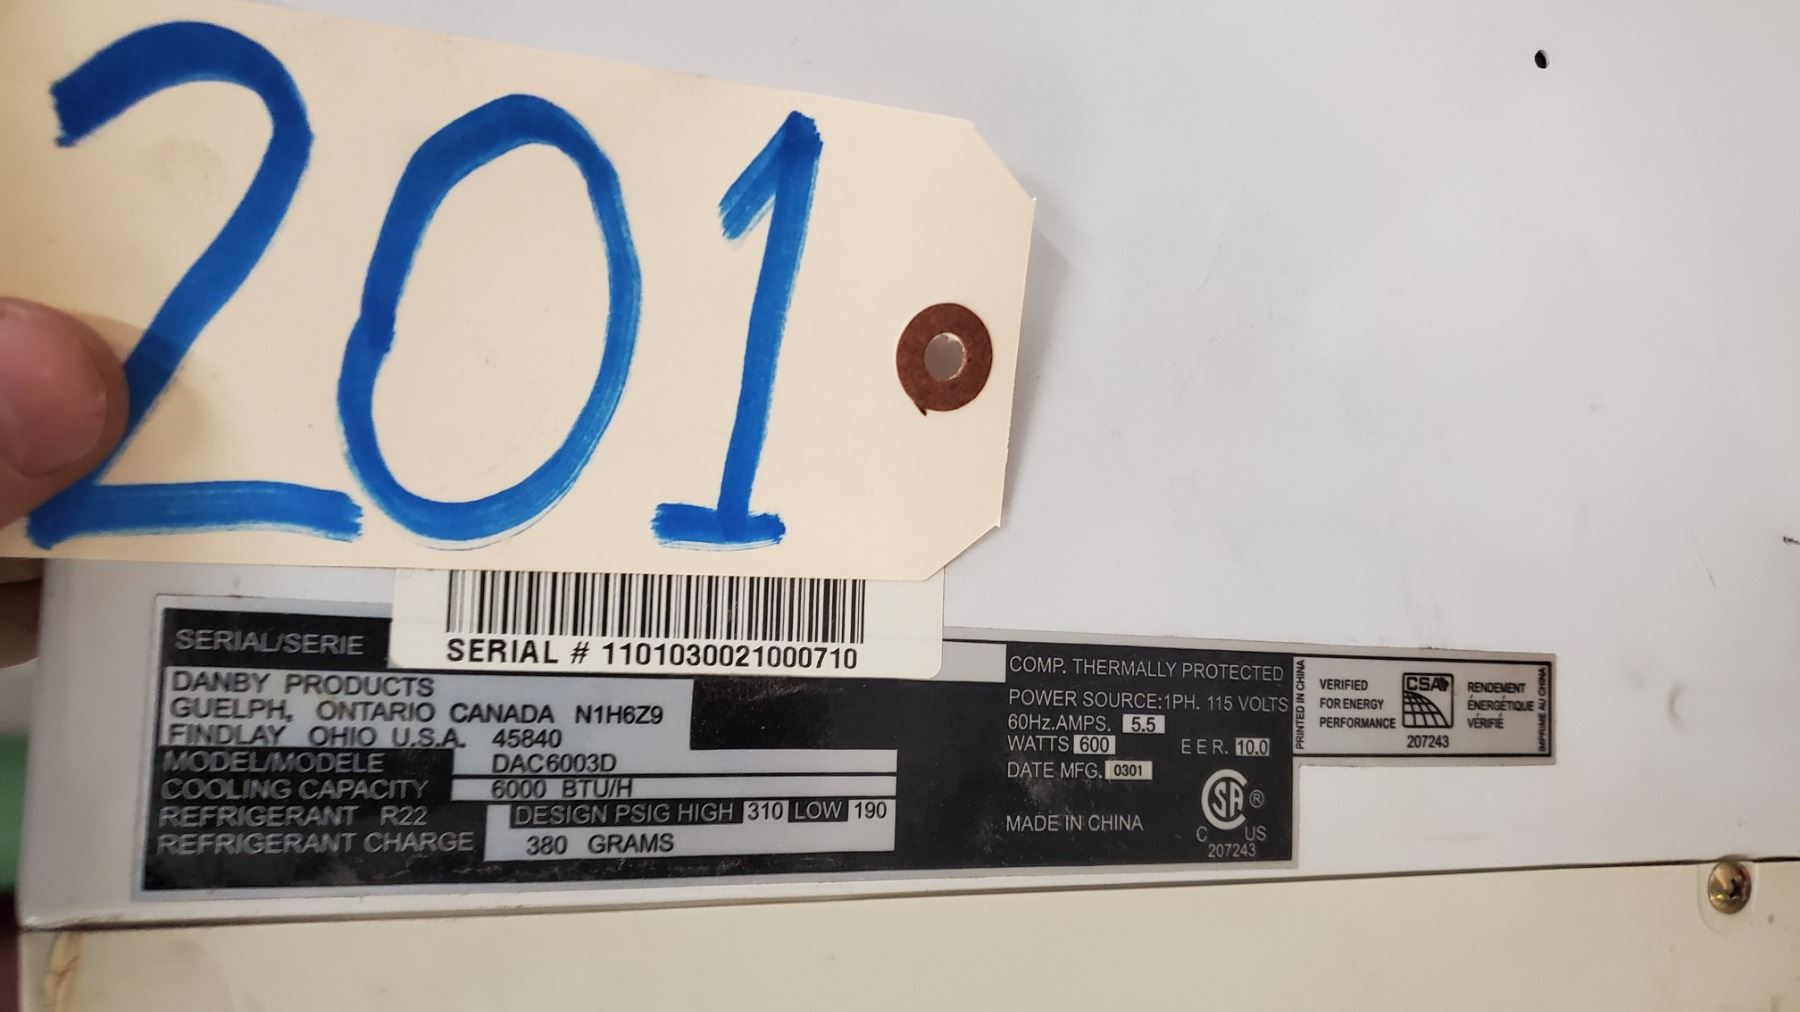 201
SERIAL/SERIE
SERIAL # 1101030021000710
DANBY PRODUCTS
GUELPH, ONTARIO CANADA N1H6Z9
FINDLAY OHIO U.S.A. 45840
MODEL/MODELE DAC6003D
COOLING CAPACITY 6000 BTU/H
REFRIGERANT R22 DESIGN PSIG HIGH 310 LOW 190
REFRIGERANT CHARGE 380 GRAMS
COMP. THERMALLY PROTECTED
POWER SOURCE:1PH. 115 VOLTS
60Hz.AMPS. 5.5
WATTS 600 E E R. 10.0
DATE MFG. 0301
MADE IN CHINA
CSA ®
C US
207243
PRINTED IN CHINA
VERIFIED
FOR ENERGY
PERFORMANCE
CSA
207243
RENDEMENT
ÉNERGÉTIQUE
VÉRIFIÉ
IMPRIMÉ AU CHINA